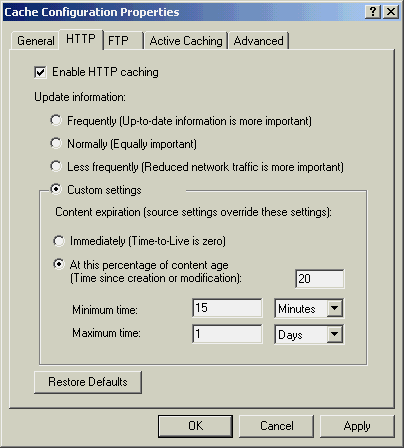 Cache Configuration Properties
General HTTP FTP Active Caching Advanced
Enable HTTP caching
Update information:
Frequently (Up-to-date information is more important)
Normally (Equally important)
Less frequently (Reduced network traffic is more important)
Custom settings
Content expiration (source settings override these settings):
Immediately (Time-to-Live is zero)
At this percentage of content age
(Time since creation or modification): 20
Minimum time: 15 Minutes
Maximum time: 1 Days
Restore Defaults
OK Cancel Apply